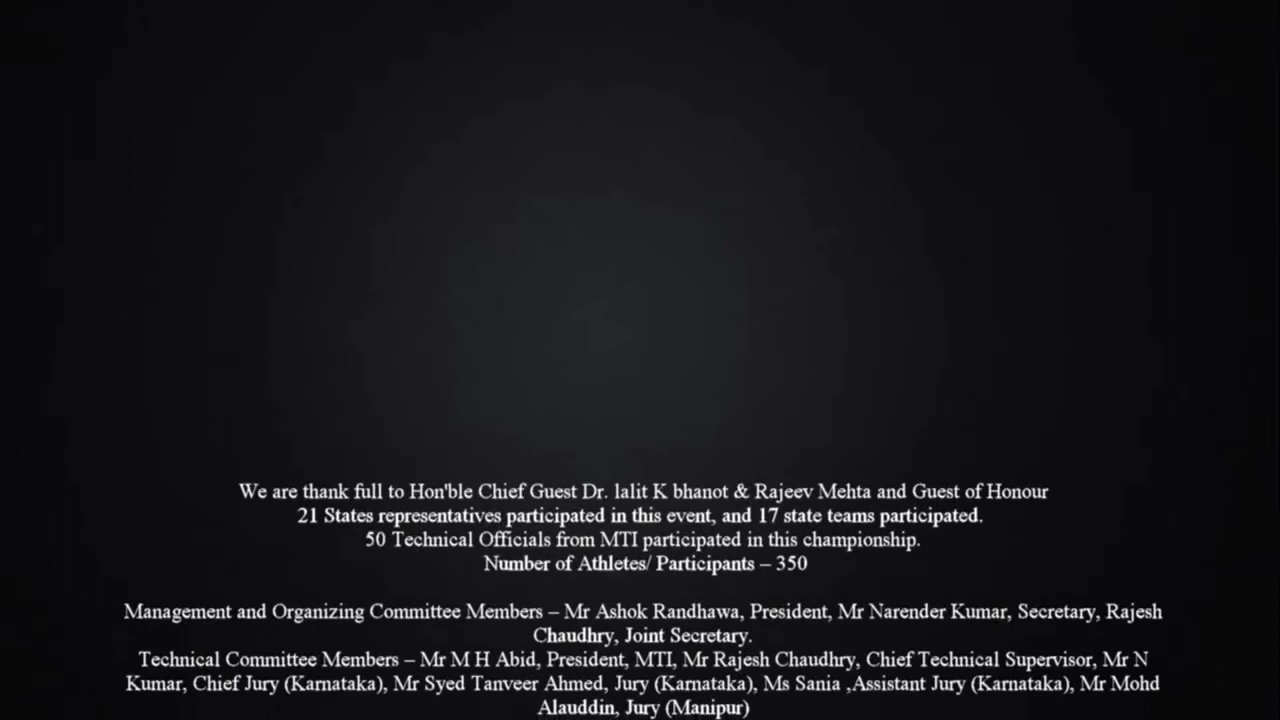 We are thank full to Hon'ble Chief Guest Dr. lalit K bhanot & Rajeev Mehta and Guest of Honour
21 States representatives participated in this event, and 17 state teams participated.
50 Technical Officials from MTI participated in this championship.
Number of Athletes/ Participants – 350
Management and Organizing Committee Members – Mr Ashok Randhawa, President, Mr Narender Kumar, Secretary, Rajesh
Chaudhry, Joint Secretary.
Technical Committee Members – Mr M H Abid, President, MTI, Mr Rajesh Chaudhry, Chief Technical Supervisor, Mr N
Kumar, Chief Jury (Karnataka), Mr Syed Tanveer Ahmed, Jury (Karnataka), Ms Sania ,Assistant Jury (Karnataka), Mr Mohd
Alauddin, Jury (Manipur)